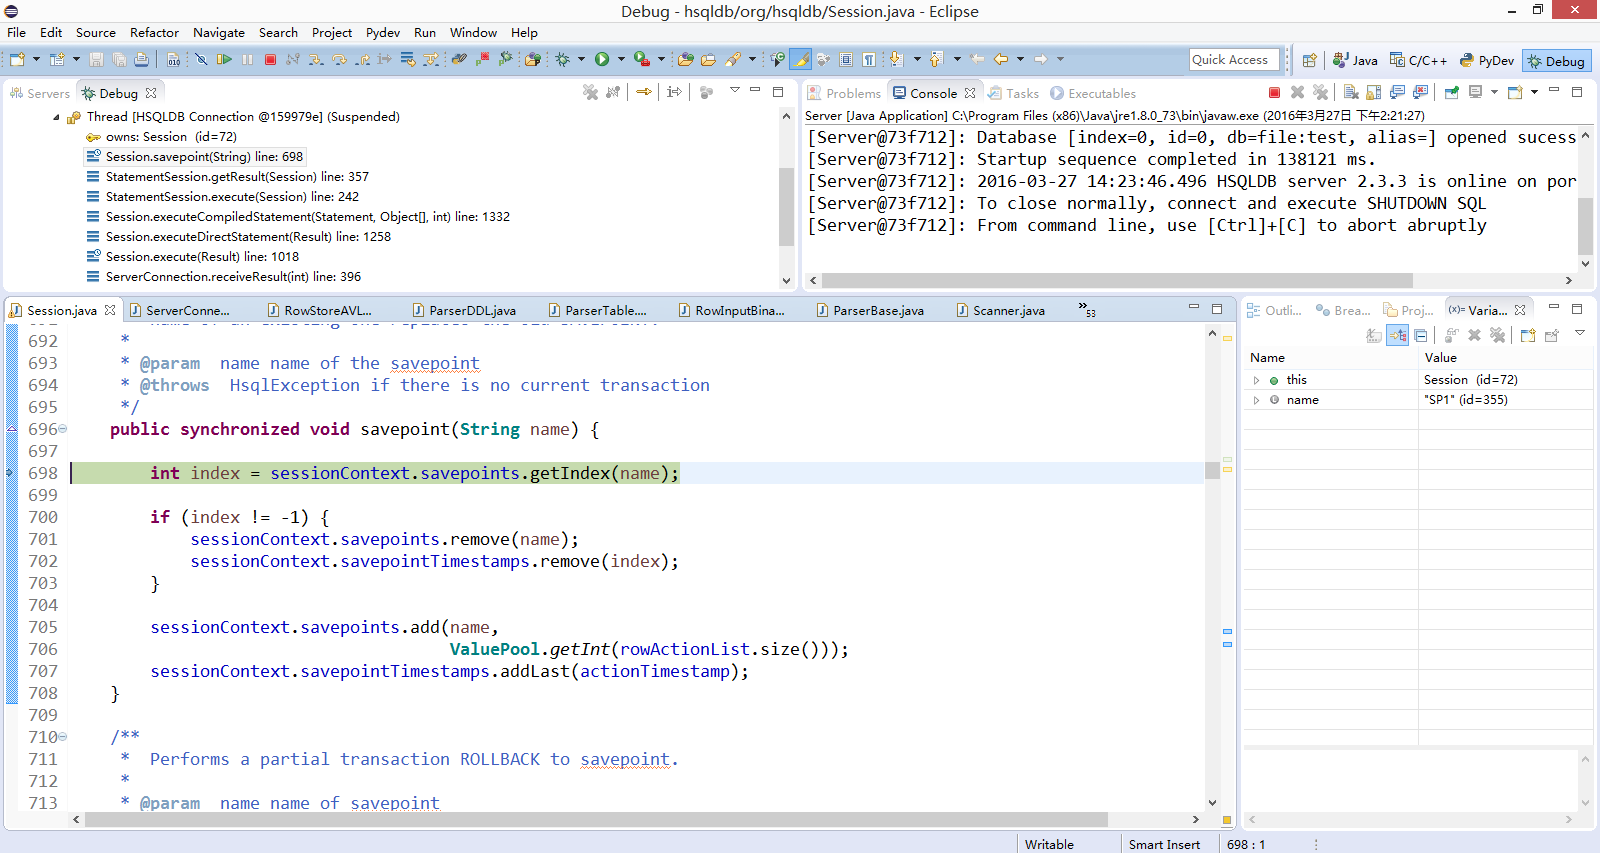 Debug - hsqldb/org/hsqldb/Session.java - Eclipse
File Edit Source Refactor Navigate Search Project Pydev Run Window Help
Quick Access Java C/C++ PyDev Debug
Servers Debug
Thread [HSQLDB Connection @159979e] (Suspended)
owns: Session (id=72)
Session.savepoint(String) line: 698
StatementSession.getResult(Session) line: 357
StatementSession.execute(Session) line: 242
Session.executeCompiledStatement(Statement, Object[], int) line: 1332
Session.executeDirectStatement(Result) line: 1258
Session.execute(Result) line: 1018
ServerConnection.receiveResult(int) line: 396
Problems Console Tasks Executables
Server [Java Application] C:\Program Files (x86)\Java\jre1.8.0_73\bin\javaw.exe (2016年3月27日 下午2:21:27)
[Server@73f712]: Database [index=0, id=0, db=file:test, alias=] opened sucess
[Server@73f712]: Startup sequence completed in 138121 ms.
[Server@73f712]: 2016-03-27 14:23:46.496 HSQLDB server 2.3.3 is online on por
[Server@73f712]: To close normally, connect and execute SHUTDOWN SQL
[Server@73f712]: From command line, use [Ctrl]+[C] to abort abruptly
Session.java ServerConne... RowStoreAVL... ParserDDL.java ParserTable.... RowInputBina... ParserBase.java Scanner.java 53
692 *
693 * @param name name of the savepoint
694 * @throws HsqlException if there is no current transaction
695 */
696 public synchronized void savepoint(String name) {
697
698 int index = sessionContext.savepoints.getIndex(name);
699
700 if (index != -1) {
701 sessionContext.savepoints.remove(name);
702 sessionContext.savepointTimestamps.remove(index);
703 }
704
705 sessionContext.savepoints.add(name,
706 ValuePool.getInt(rowActionList.size()));
707 sessionContext.savepointTimestamps.addLast(actionTimestamp);
708 }
709
710 /**
711 * Performs a partial transaction ROLLBACK to savepoint.
712 *
713 * @param name name of savepoint
Outli... Brea... Proj... (x)= Varia...
Name Value
this Session (id=72)
name "SP1" (id=355)
Writable Smart Insert 698 : 1